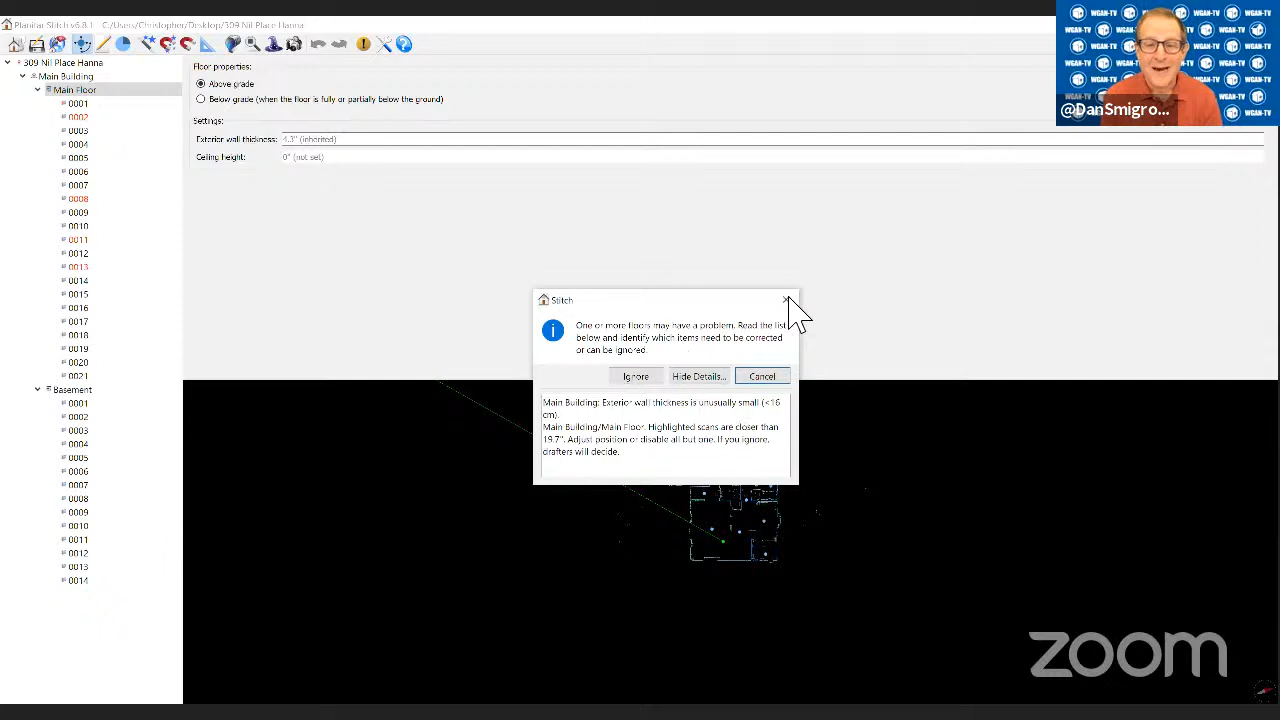 Planitar Stitch v6.8.1 - C:/Users/Christopher/Desktop/309 Nil Place Hanna
309 Nil Place Hanna
Main Building
Main Floor
0001
0002
0003
0004
0005
0006
0007
0008
0009
0010
0011
0012
0013
0014
0015
0016
0017
0018
0019
0020
0021
Basement
0001
0002
0003
0004
0005
0006
0007
0008
0009
0010
0011
0012
0013
0014
Floor properties:
Above grade
Below grade (when the floor is fully or partially below the ground)
Settings:
Exterior wall thickness: 4.3" (inherited)
Ceiling height: 0" (not set)
WGAN-TV
@DanSmigro...
Stitch
One or more floors may have a problem. Read the list
below and identify which items need to be corrected
or can be ignored.
Ignore Hide Details... Cancel
Main Building: Exterior wall thickness is unusually small (<16
cm).
Main Building/Main Floor. Highlighted scans are closer than
19.7". Adjust position or disable all but one. If you ignore,
drafters will decide.
zoom